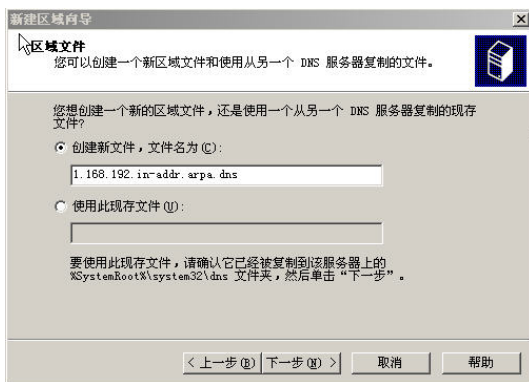 新建区域向导
区域文件
您可以创建一个新区域文件和使用从另一个 DNS 服务器复制的文件。
您想创建一个新的区域文件，还是使用一个从另一个 DNS 服务器复制的现存
文件?
创建新文件，文件名为(C):
1.168.192.in-addr.arpa.dns
使用此现存文件(U):
要使用此现存文件，请确认它已经被复制到该服务器上的
%SystemRoot%\system32\dns 文件夹，然后单击“下一步”。
< 上一步(B) 下一步(N) > 取消 帮助